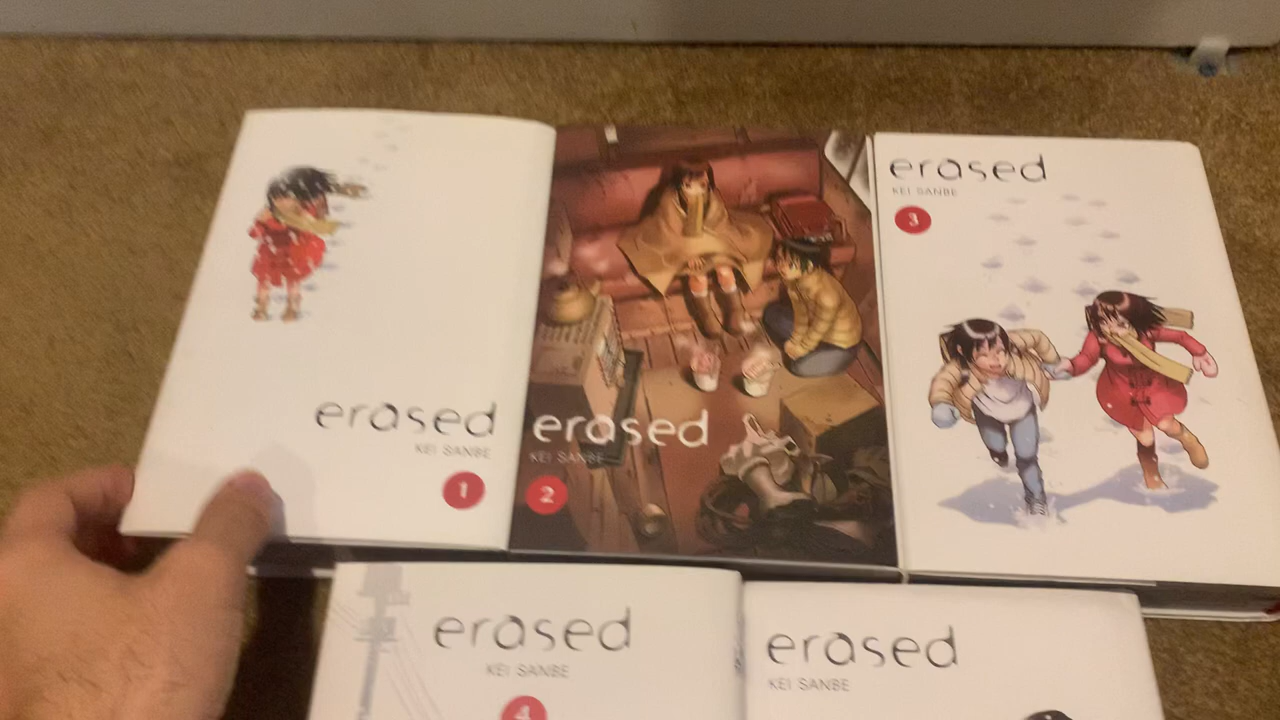 erased
KEI SANBE
1
erased
KEI SANBE
2
erased
KEI SANBE
3
erased
KEI SANBE
4
erased
KEI SANBE